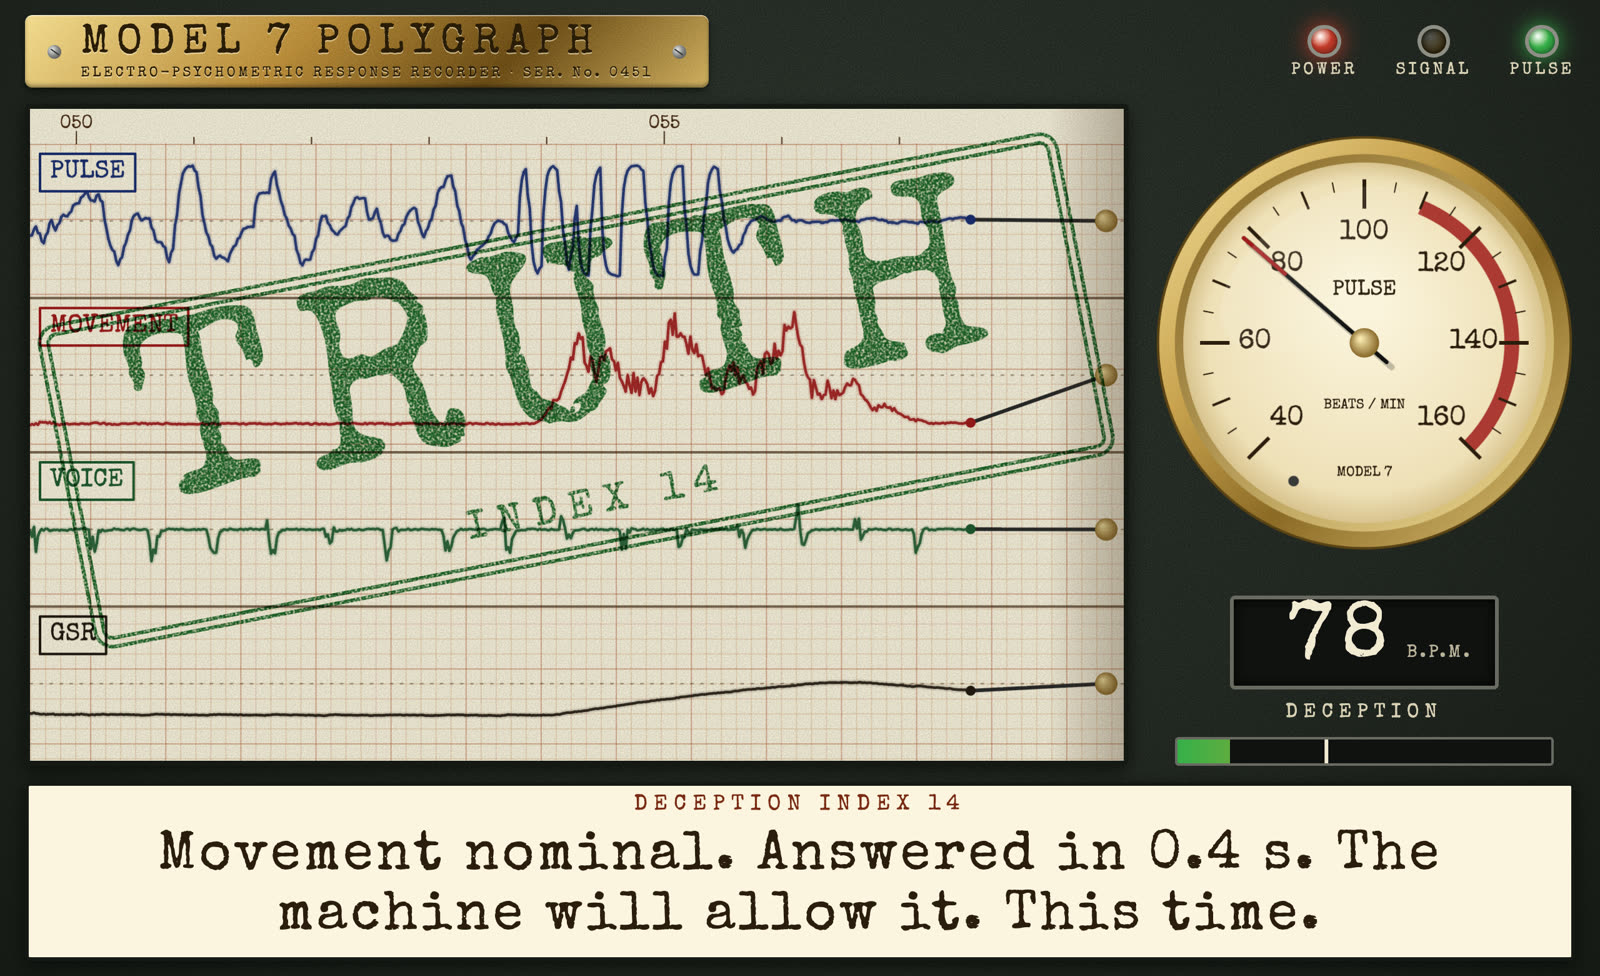 MODEL 7 POLYGRAPH
ELECTRO-PSYCHOMETRIC RESPONSE RECORDER · SER. No. 0451
POWER
SIGNAL
PULSE
050
055
PULSE
MOVEMENT
TRUTH
INDEX 14
VOICE
GSR
100
80
120
PULSE
60
140
BEATS / MIN
40
160
MODEL 7
78
B.P.M.
DECEPTION
DECEPTION INDEX 14
Movement nominal. Answered in 0.4 s. The
machine will allow it. This time.